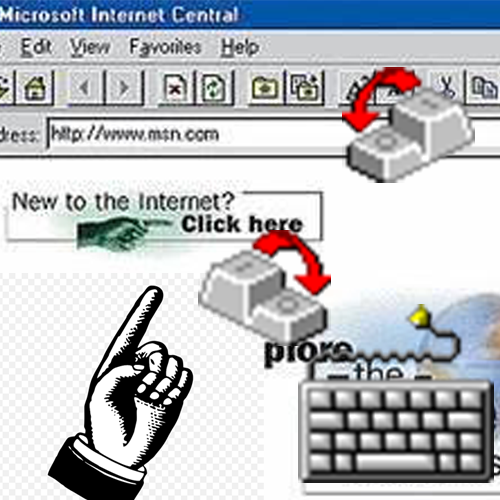 Microsoft Internet Central
Edit View Favorites Help
dress: http://www.msn.com
New to the Internet?
Click here
plore
the